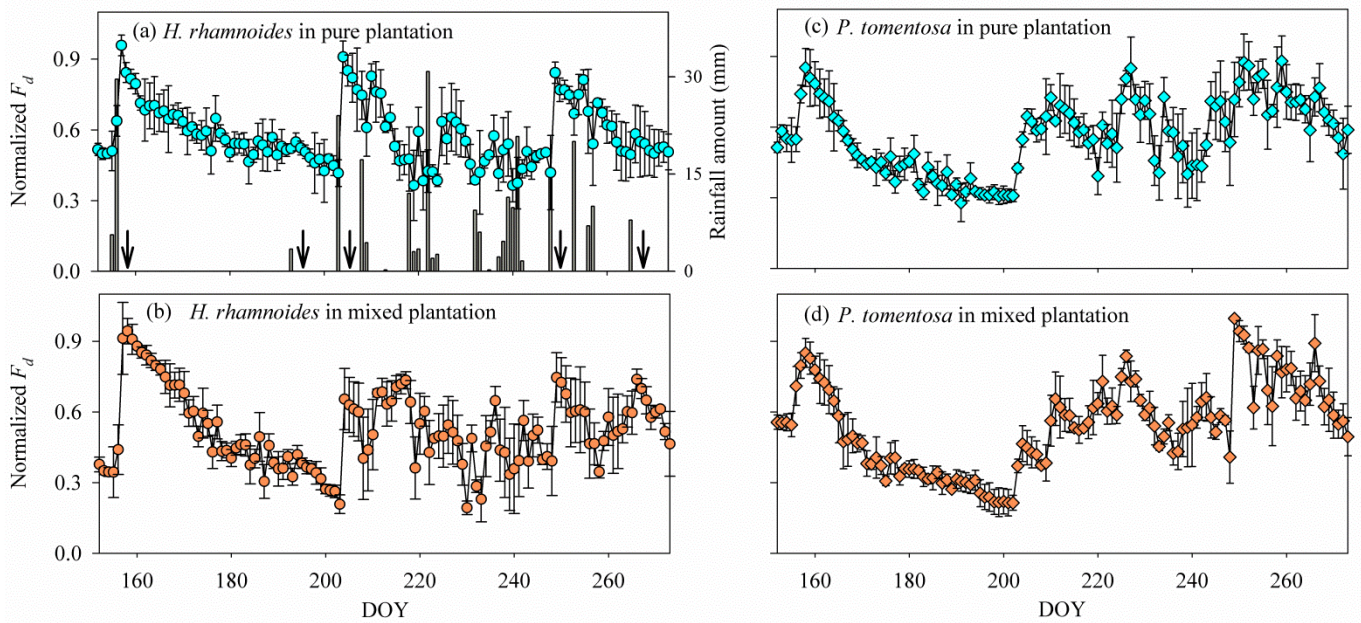 (a) H. rhamnoides in pure plantation
Normalized Fd
0.9
0.6
0.3
0.0
30
15
0
Rainfall amount (mm)
(c) P. tomentosa in pure plantation
(b) H. rhamnoides in mixed plantation
Normalized Fd
0.9
0.6
0.3
0.0
160 180 200 220 240 260
DOY
(d) P. tomentosa in mixed plantation
160 180 200 220 240 260
DOY